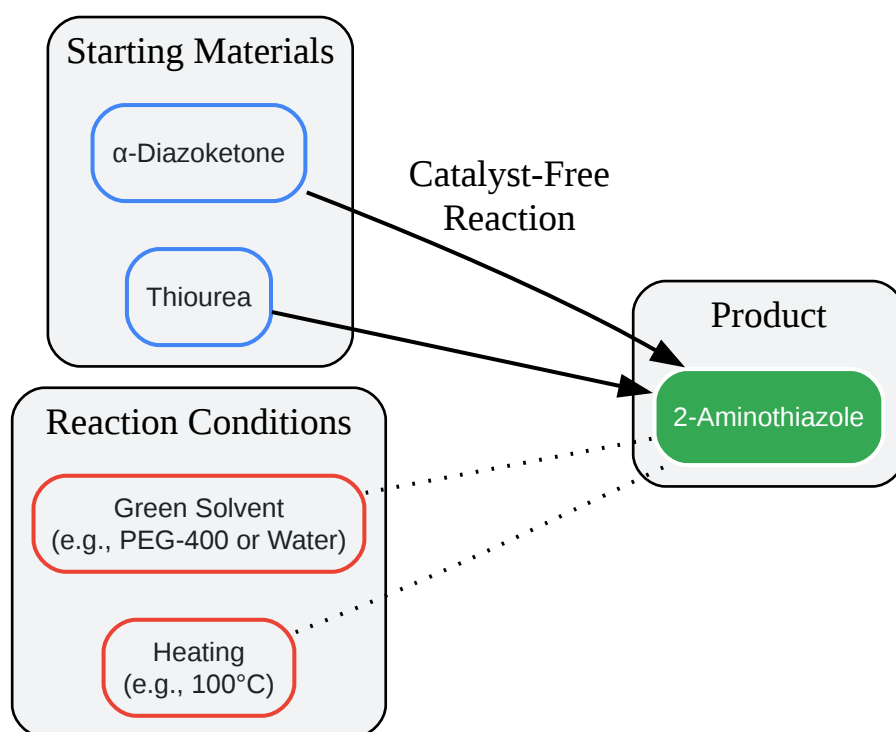 Starting Materials
α-Diazoketone
Thiourea
Catalyst-Free
Reaction
Product
2-Aminothiazole
Reaction Conditions
Green Solvent
(e.g., PEG-400 or Water)
Heating
(e.g., 100°C)